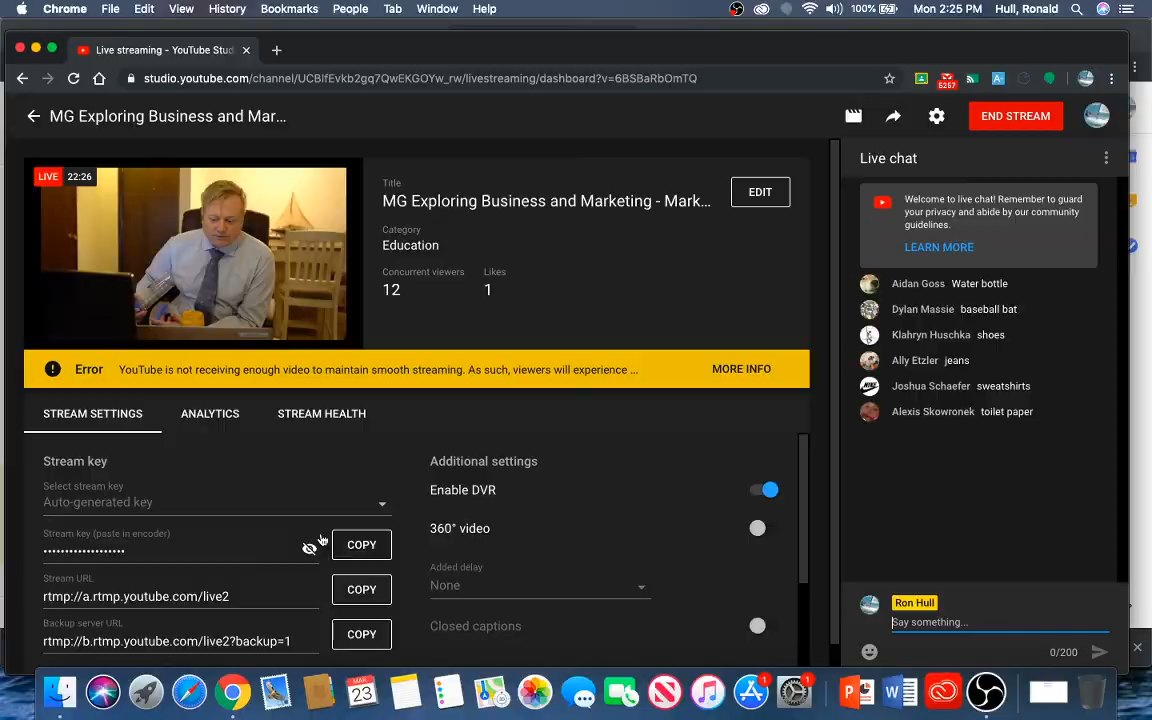 Chrome File Edit View History Bookmarks People Tab Window Help 100% Mon 2:25 PM Hull, Ronald
Live streaming - YouTube Stud
studio.youtube.com/channel/UCBIfEvkb2gq7QwEKGOYw_rw/livestreaming/dashboard?v=6BSBaRbOmTQ
5257
A-
MG Exploring Business and Mar...
END STREAM
LIVE 22:26
Title
MG Exploring Business and Marketing - Mark...
EDIT
Category
Education
Concurrent viewers Likes
12 1
Error YouTube is not receiving enough video to maintain smooth streaming. As such, viewers will experience ... MORE INFO
STREAM SETTINGS ANALYTICS STREAM HEALTH
Stream key
Select stream key
Auto-generated key
Stream key (paste in encoder)
•••••••••••••••••••
COPY
Stream URL
rtmp://a.rtmp.youtube.com/live2
COPY
Backup server URL
rtmp://b.rtmp.youtube.com/live2?backup=1
COPY
Additional settings
Enable DVR
360° video
Added delay
None
Closed captions
Live chat
Welcome to live chat! Remember to guard
your privacy and abide by our community
guidelines.
LEARN MORE
Aidan Goss Water bottle
Dylan Massie baseball bat
Klahryn Huschka shoes
Ally Etzler jeans
Joshua Schaefer sweatshirts
Alexis Skowronek toilet paper
Ron Hull
Say something...
0/200
MAR
23
1
1